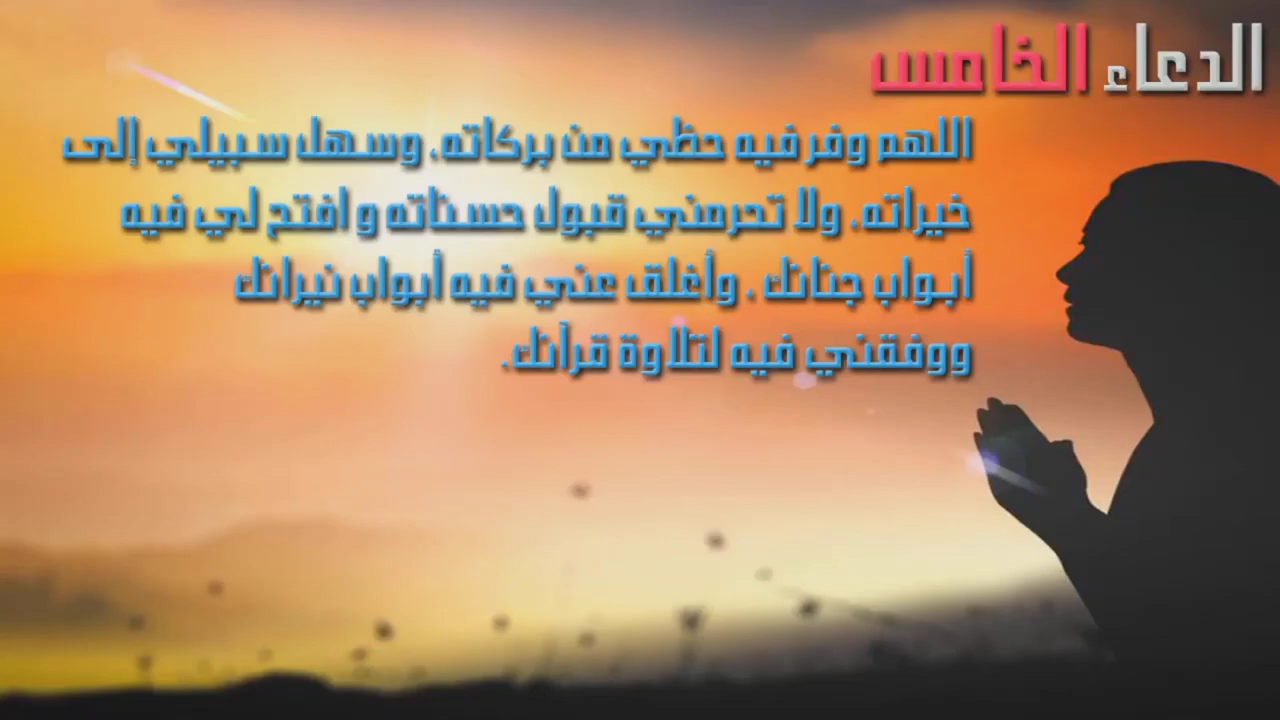 الدعاء الخامس
اللهم وفر فيه حظي من بركاته، وسهل سبيلي إلى
خيراته، ولا تحرمني قبول حسناته و افتح لي فيه
أبواب جنانك ، وأغلق عني فيه أبواب نيرانك
ووفقني فيه لتلاوة قرآنك.